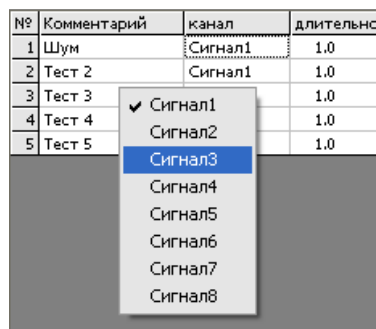 № Комментарий канал длительно
1 Шум Сигнал1 1.0
2 Тест 2 Сигнал1 1.0
3 Тест 3 1.0
4 Тест 4 1.0
5 Тест 5 1.0
✓ Сигнал1
Сигнал2
Сигнал3
Сигнал4
Сигнал5
Сигнал6
Сигнал7
Сигнал8